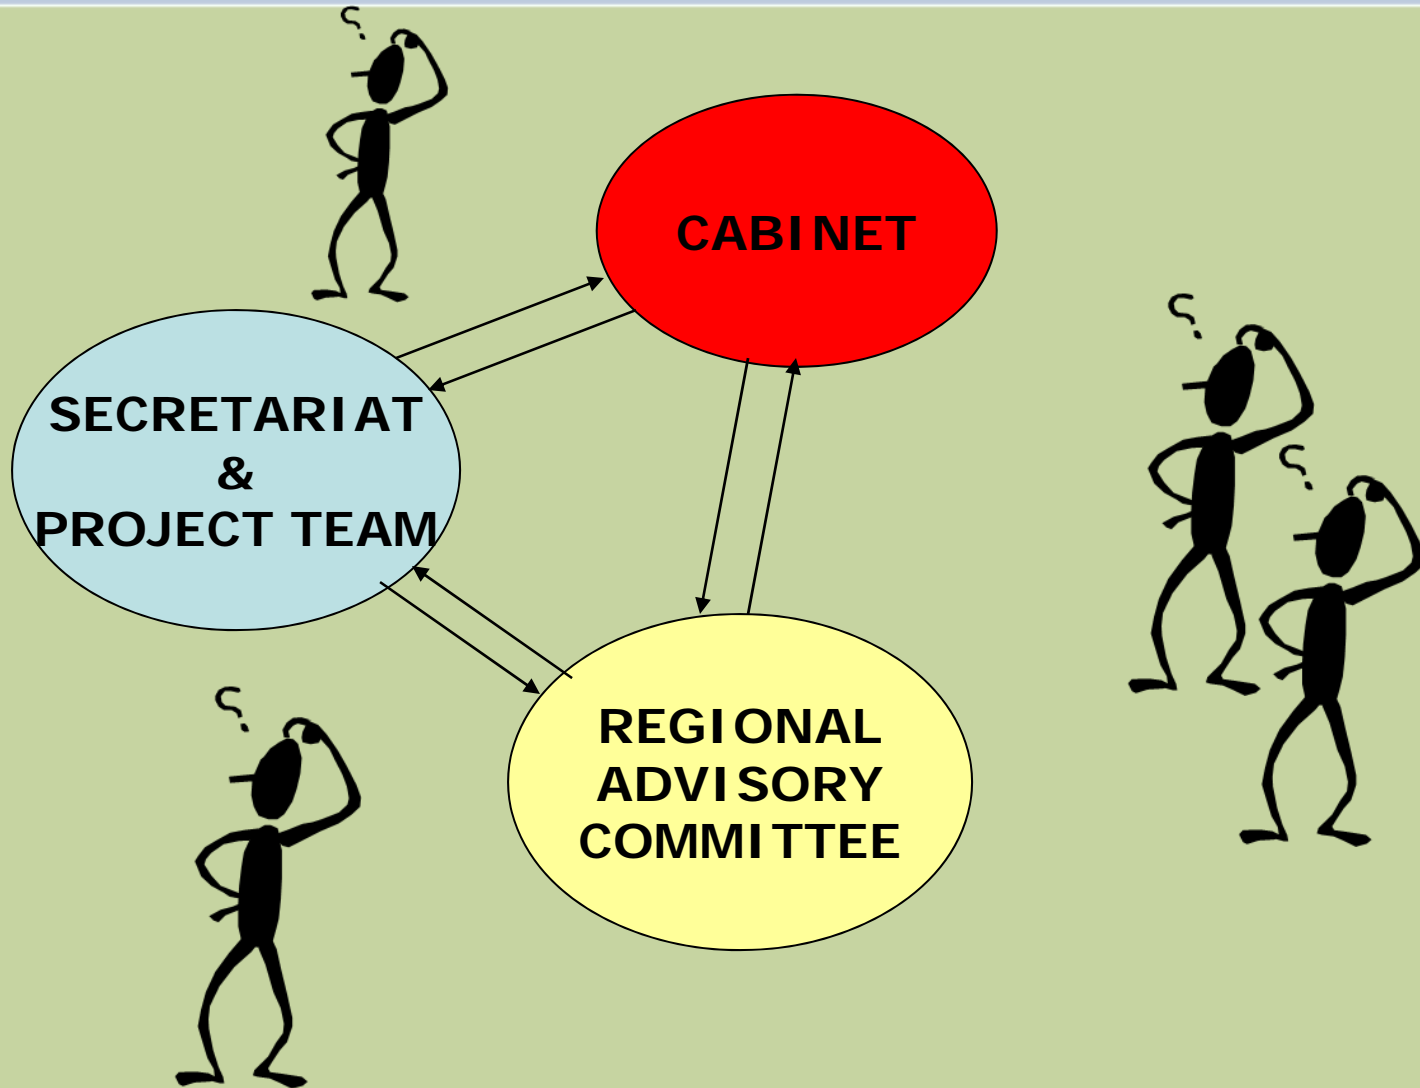 CABINET
SECRETARIAT
&
PROJECT TEAM
REGIONAL
ADVISORY
COMMITTEE